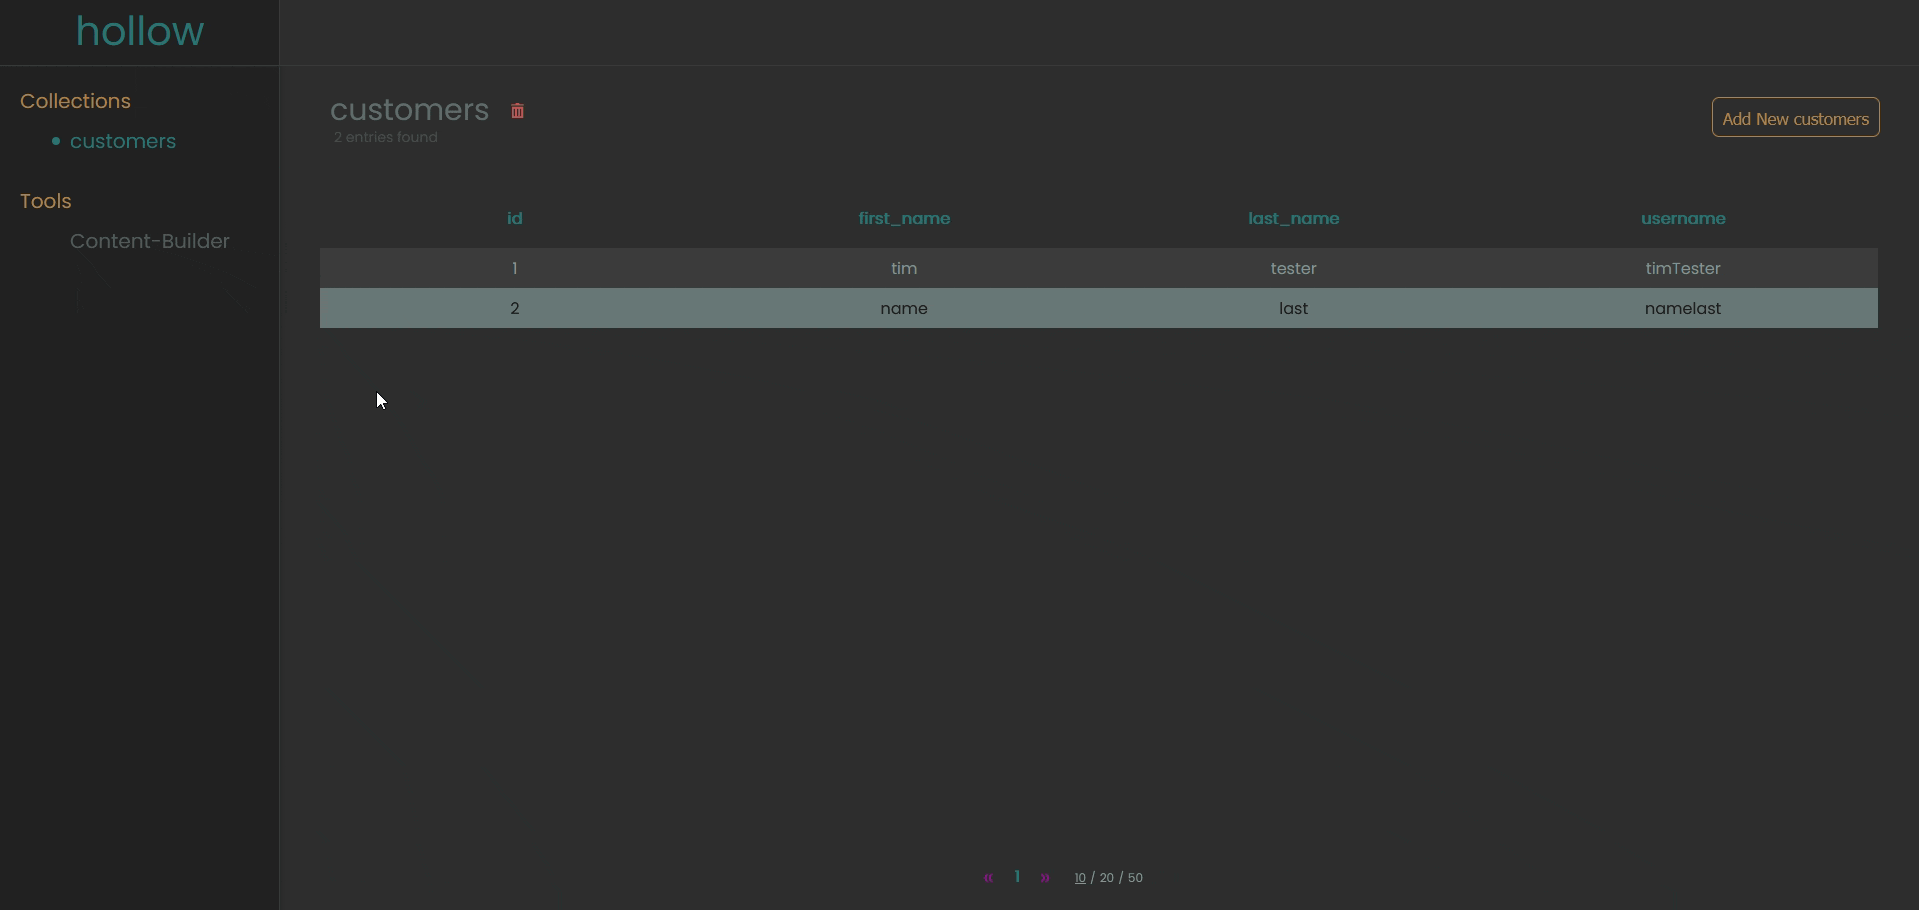 hollow
Collections
customers
Tools
Content-Builder
customers
2 entries found
Add New customers
id first_name last_name username
1 tim tester timTester
2 name last namelast
« 1 » 10 / 20 / 50